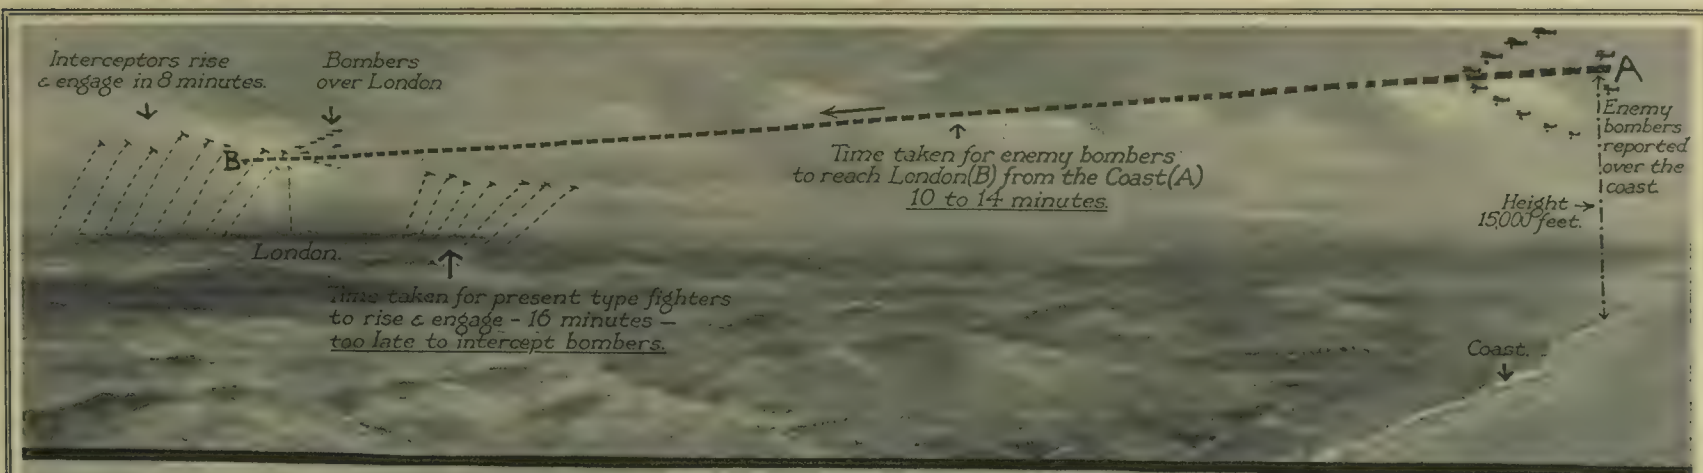 Interceptors rise
& engage in 8 minutes.
Bombers
over London
A
Enemy
bombers
reported
over the
coast.
B
Time taken for enemy bombers
to reach London(B) from the Coast(A)
10 to 14 minutes.
Height
15,000 feet.
London.
Time taken for present type fighters
to rise & engage - 16 minutes —
too late to intercept bombers.
Coast.